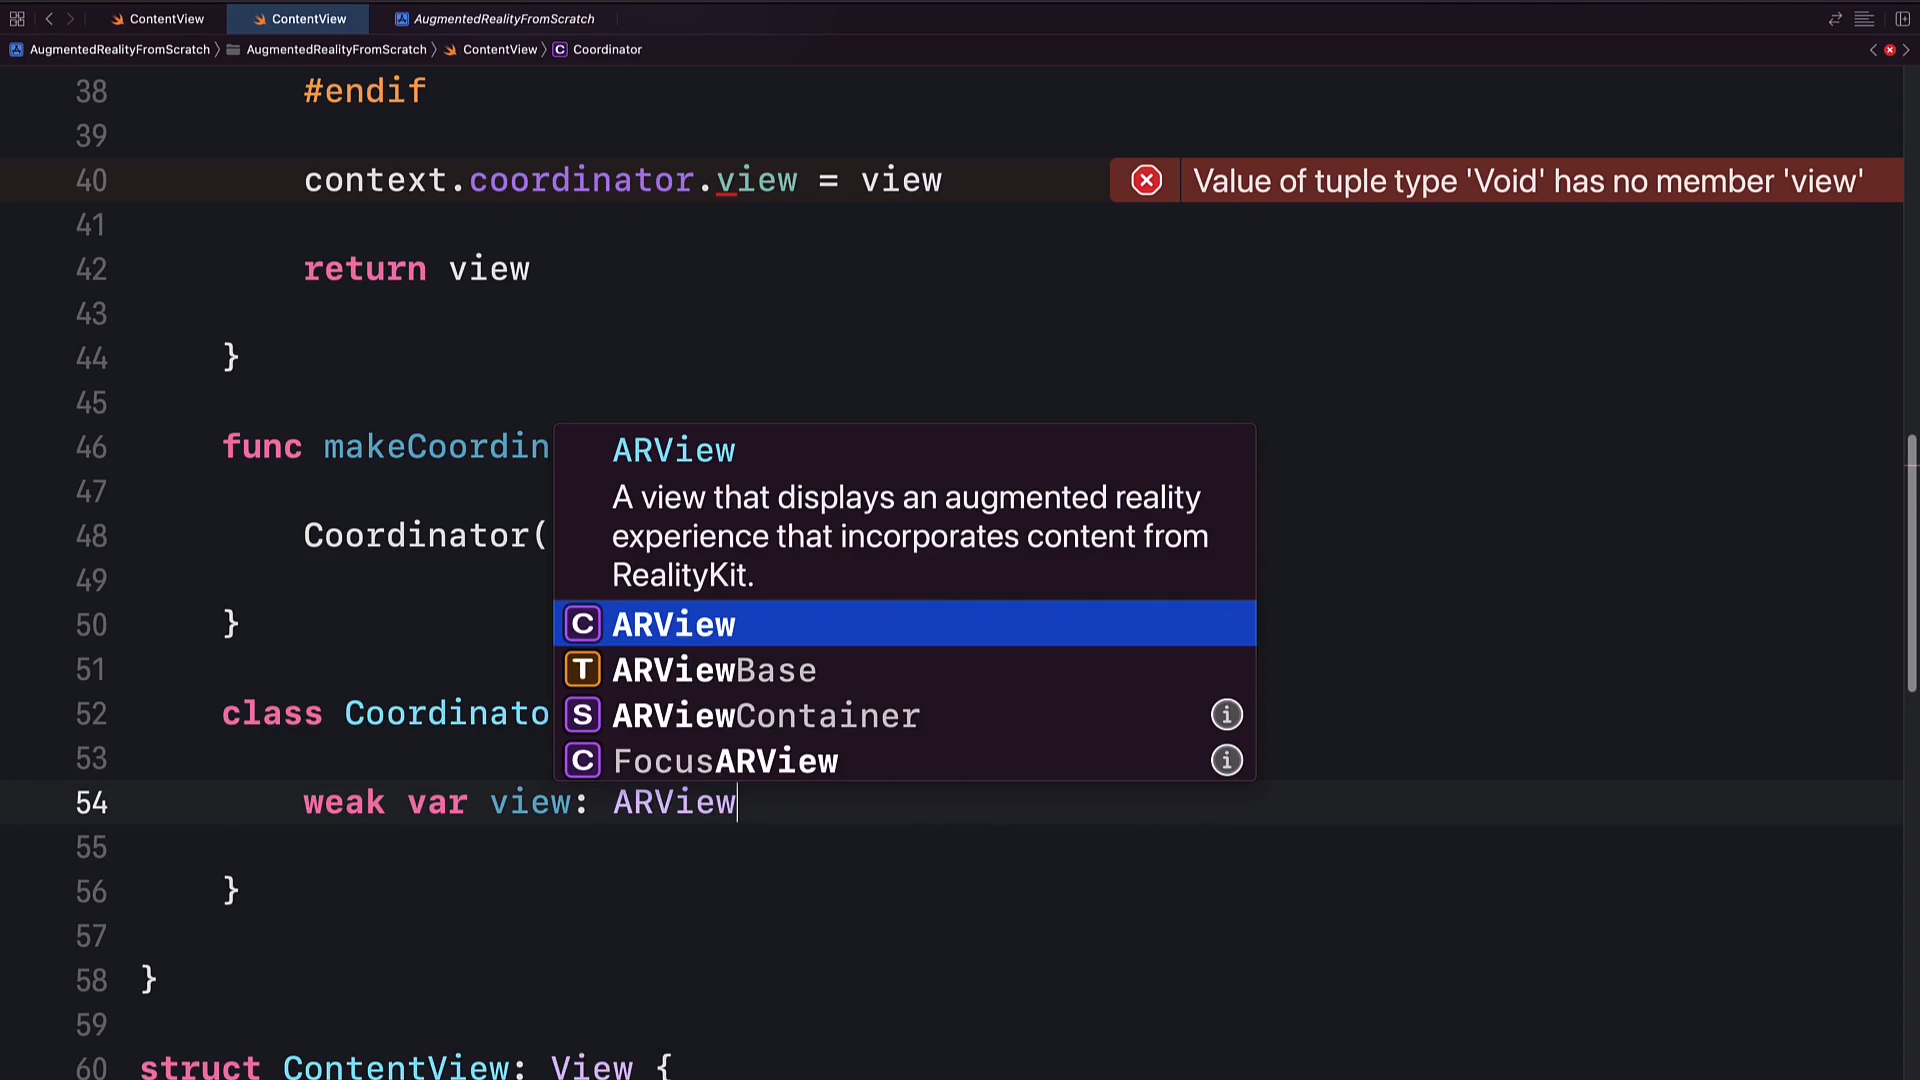 ContentView ContentView AugmentedRealityFromScratch
AugmentedRealityFromScratch AugmentedRealityFromScratch ContentView C Coordinator
38 #endif
39
40 context.coordinator.view = view Value of tuple type 'Void' has no member 'view'
41
42 return view
43
44 }
45
46 func makeCoordin
47
48 Coordinator(
49
50 }
51
52 class Coordinato
53
54 weak var view: ARView
55
56 }
57
58 }
59
60 struct ContentView: View {
ARView
A view that displays an augmented reality
experience that incorporates content from
RealityKit.
C ARView
T ARViewBase
S ARViewContainer
C FocusARView